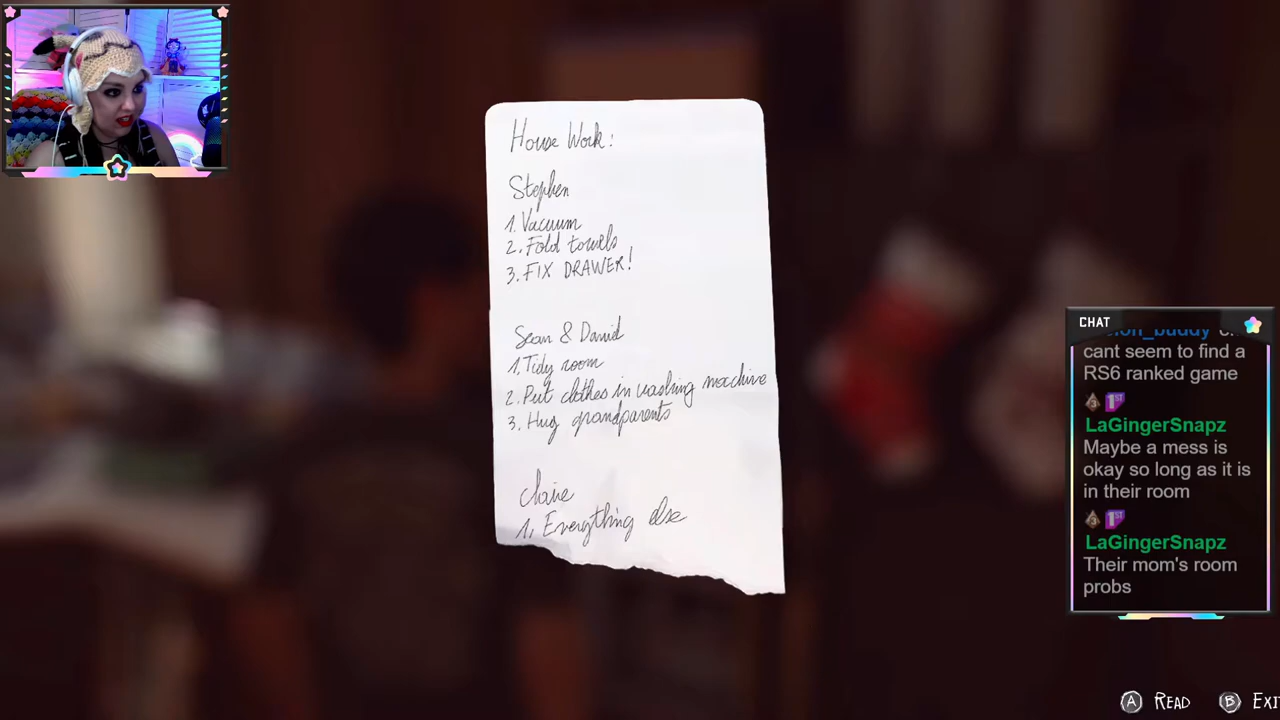 House Work:
Stephen
1. Vacuum
2. Fold towels
3. FIX DRAWER!
Sean & Daniel
1. Tidy room
2. Put clothes in washing machine
3. Hug grandparents
Claire
1. Everything else
CHAT
cant seem to find a
RS6 ranked game
LaGingerSnapz
Maybe a mess is
okay so long as it is
in their room
LaGingerSnapz
Their mom's room
probs
A READ
B EXI